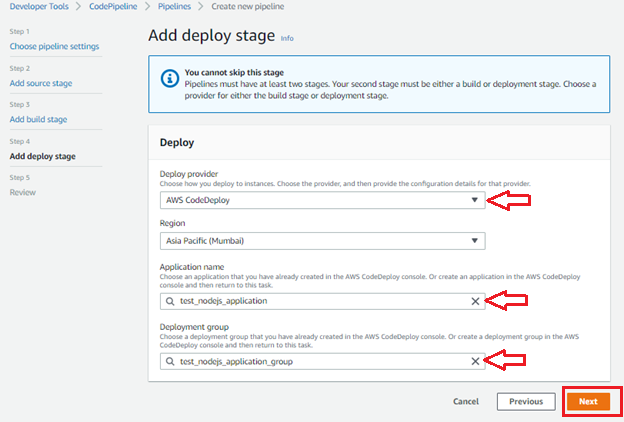 Developer Tools > CodePipeline > Pipelines > Create new pipeline
Step 1
Choose pipeline settings
Step 2
Add source stage
Step 3
Add build stage
Step 4
Add deploy stage
Step 5
Review
Add deploy stage Info
You cannot skip this stage
Pipelines must have at least two stages. Your second stage must be either a build or deployment stage. Choose a
provider for either the build stage or deployment stage.
Deploy
Deploy provider
Choose how you deploy to instances. Choose the provider, and then provide the configuration details for that provider.
AWS CodeDeploy
Region
Asia Pacific (Mumbai)
Application name
Choose an application that you have already created in the AWS CodeDeploy console. Or create an application in the AWS CodeDeploy
console and then return to this task.
test_nodejs_application
Deployment group
Choose a deployment group that you have already created in the AWS CodeDeploy console. Or create a deployment group in the AWS
CodeDeploy console and then return to this task.
test_nodejs_application_group
Cancel Previous Next